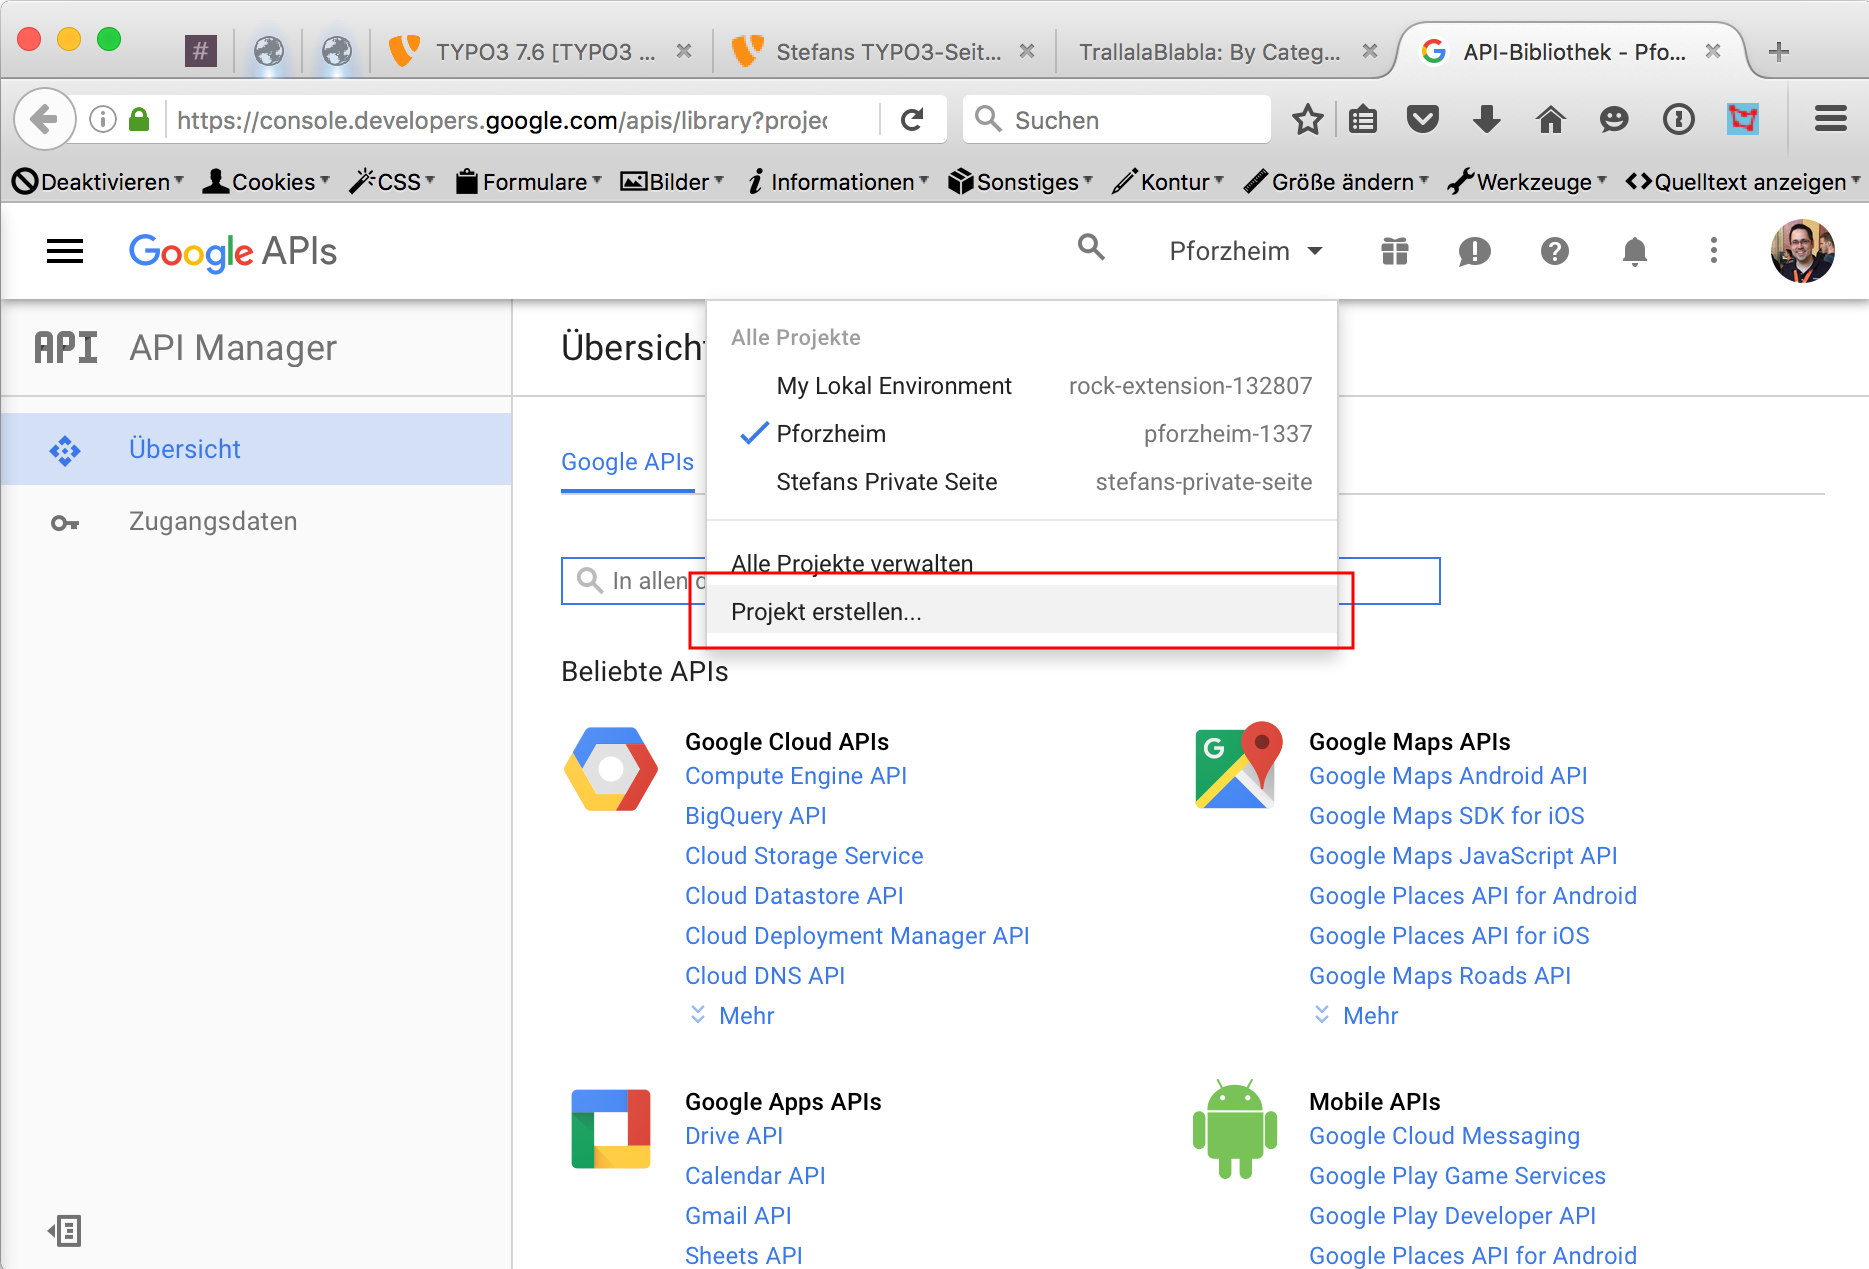 #
TYPO3 7.6 [TYPO3 ...
Stefans TYPO3-Seit...
TrallalaBlabla: By Categ...
API-Bibliothek - Pfo...
https://console.developers.google.com/apis/library?projec
Suchen
Deaktivieren Cookies CSS Formulare Bilder Informationen Sonstiges Kontur Größe ändern Werkzeuge Quelltext anzeigen
Google APIs
Pforzheim
API API Manager
Übersicht
Zugangsdaten
Übersicht
Google APIs
In allen
Alle Projekte
My Lokal Environment rock-extension-132807
Pforzheim pforzheim-1337
Stefans Private Seite stefans-private-seite
Alle Projekte verwalten
Projekt erstellen...
Beliebte APIs
Google Cloud APIs
Compute Engine API
BigQuery API
Cloud Storage Service
Cloud Datastore API
Cloud Deployment Manager API
Cloud DNS API
Mehr
G
Google Maps APIs
Google Maps Android API
Google Maps SDK for iOS
Google Maps JavaScript API
Google Places API for Android
Google Places API for iOS
Google Maps Roads API
Mehr
Google Apps APIs
Drive API
Calendar API
Gmail API
Sheets API
Mobile APIs
Google Cloud Messaging
Google Play Game Services
Google Play Developer API
Google Places API for Android